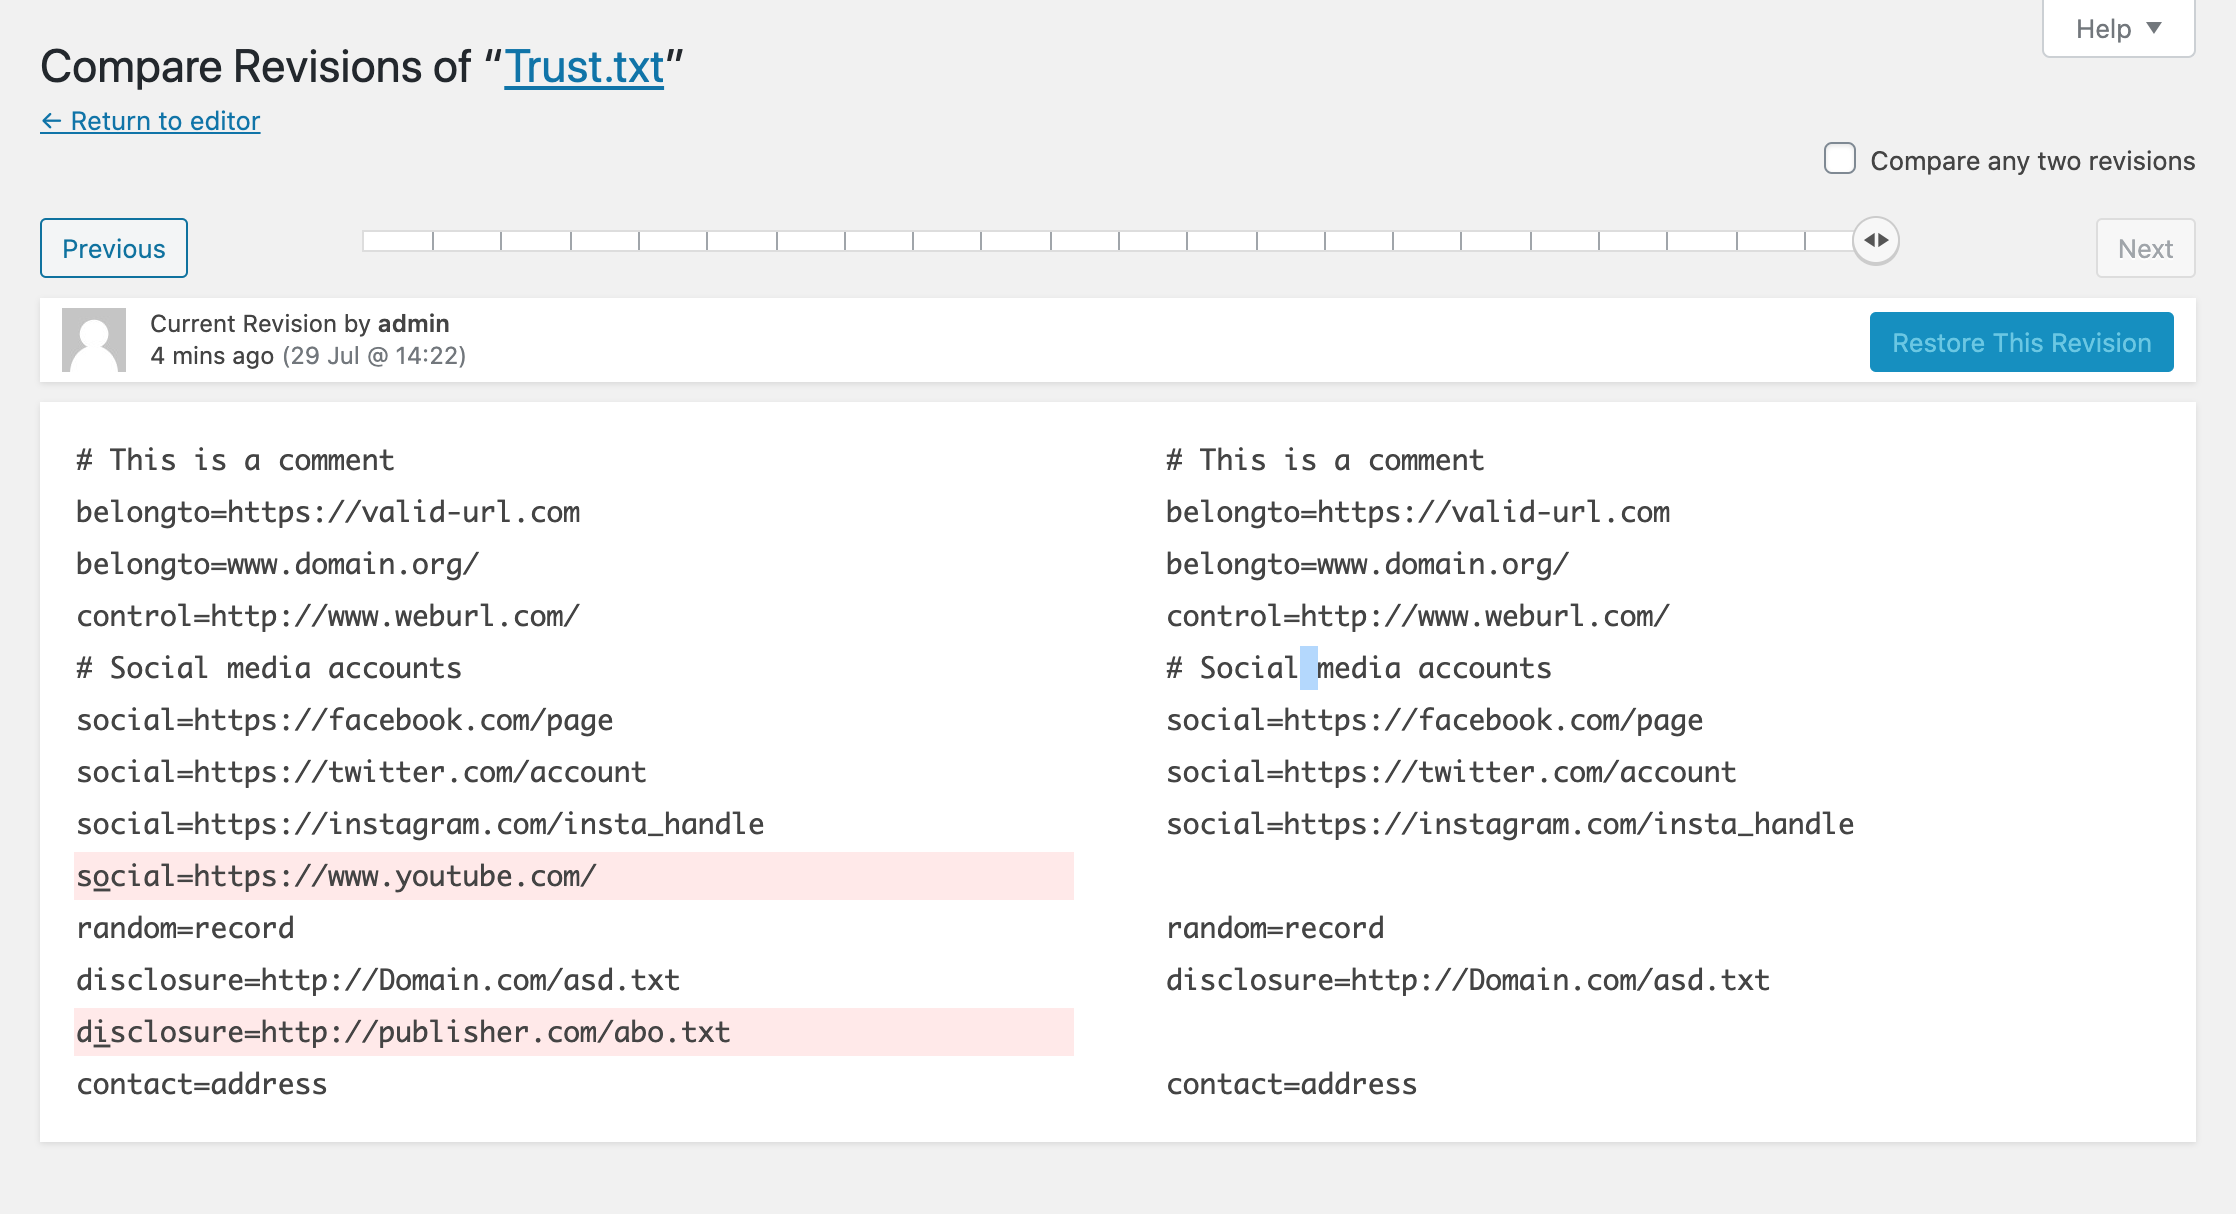 Help ▼
Compare Revisions of “Trust.txt”
← Return to editor
Compare any two revisions
Previous
Next
Current Revision by admin
4 mins ago (29 Jul @ 14:22)
Restore This Revision
# This is a comment
belongto=https://valid-url.com
belongto=www.domain.org/
control=http://www.weburl.com/
# Social media accounts
social=https://facebook.com/page
social=https://twitter.com/account
social=https://instagram.com/insta_handle
social=https://www.youtube.com/
random=record
disclosure=http://Domain.com/asd.txt
disclosure=http://publisher.com/abo.txt
contact=address
# This is a comment
belongto=https://valid-url.com
belongto=www.domain.org/
control=http://www.weburl.com/
# Social media accounts
social=https://facebook.com/page
social=https://twitter.com/account
social=https://instagram.com/insta_handle
random=record
disclosure=http://Domain.com/asd.txt
contact=address